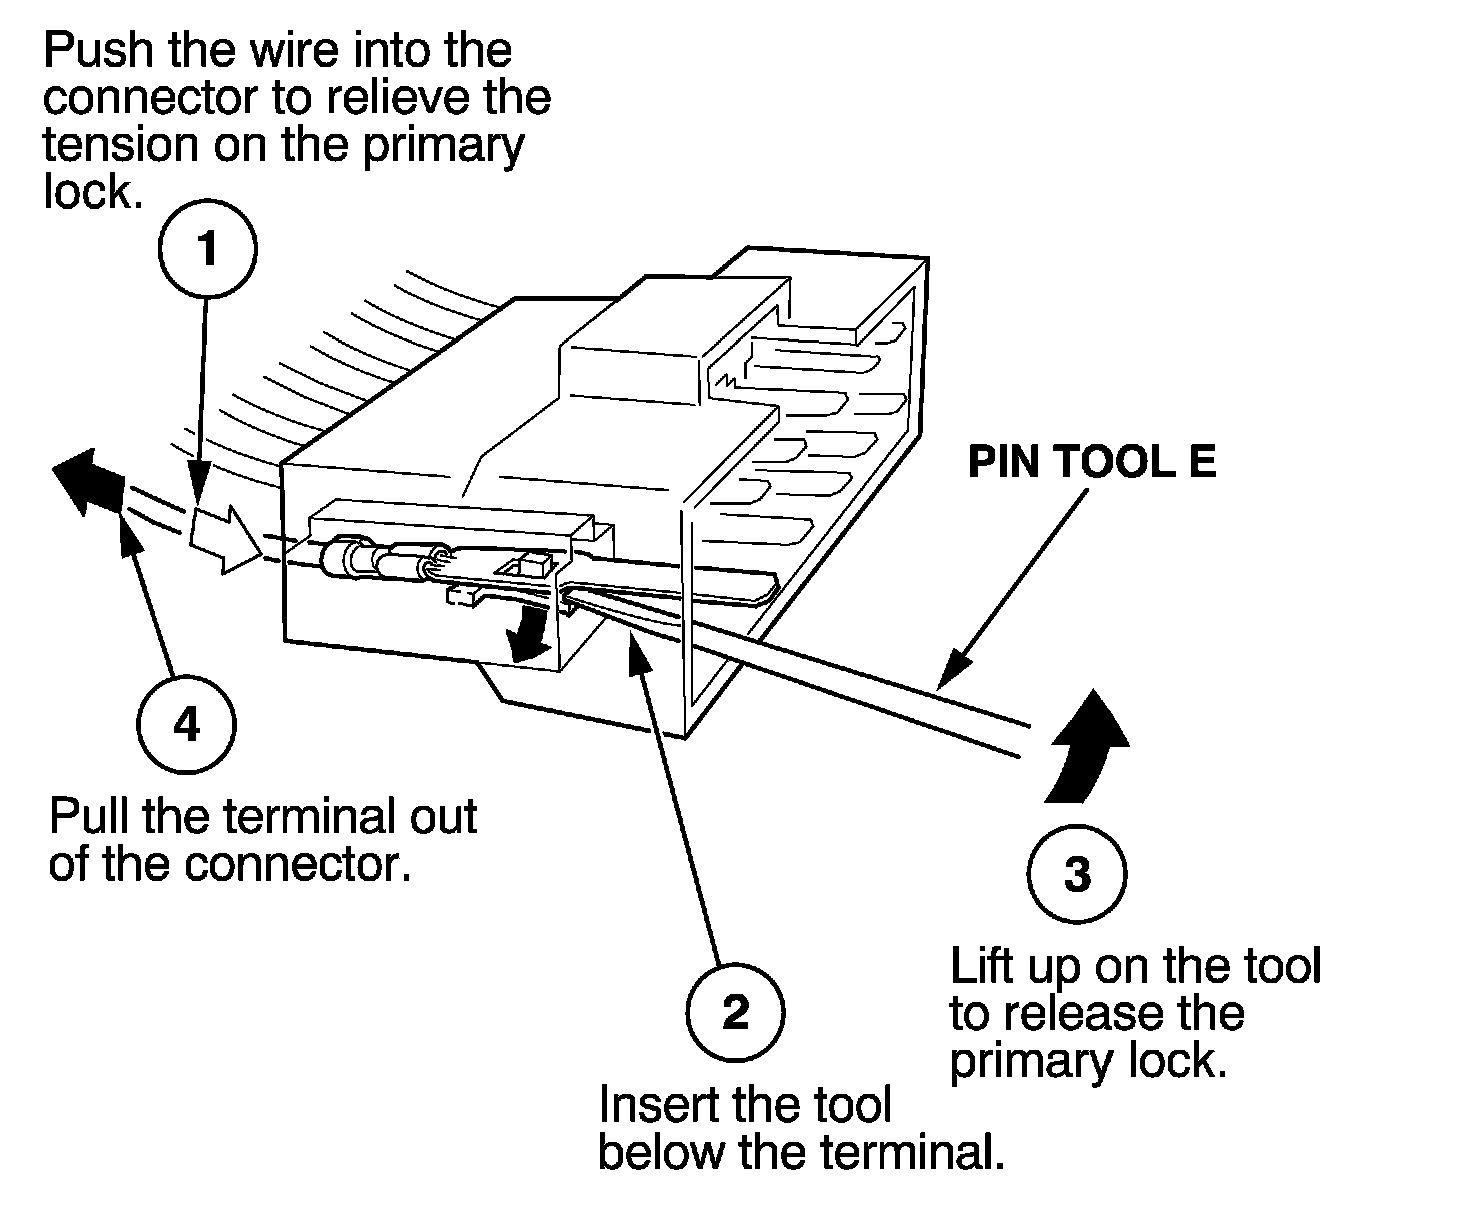 Push the wire into the
connector to relieve the
tension on the primary
lock.
1
PIN TOOL E
4
Pull the terminal out
of the connector.
3
Lift up on the tool
to release the
primary lock.
2
Insert the tool
below the terminal.